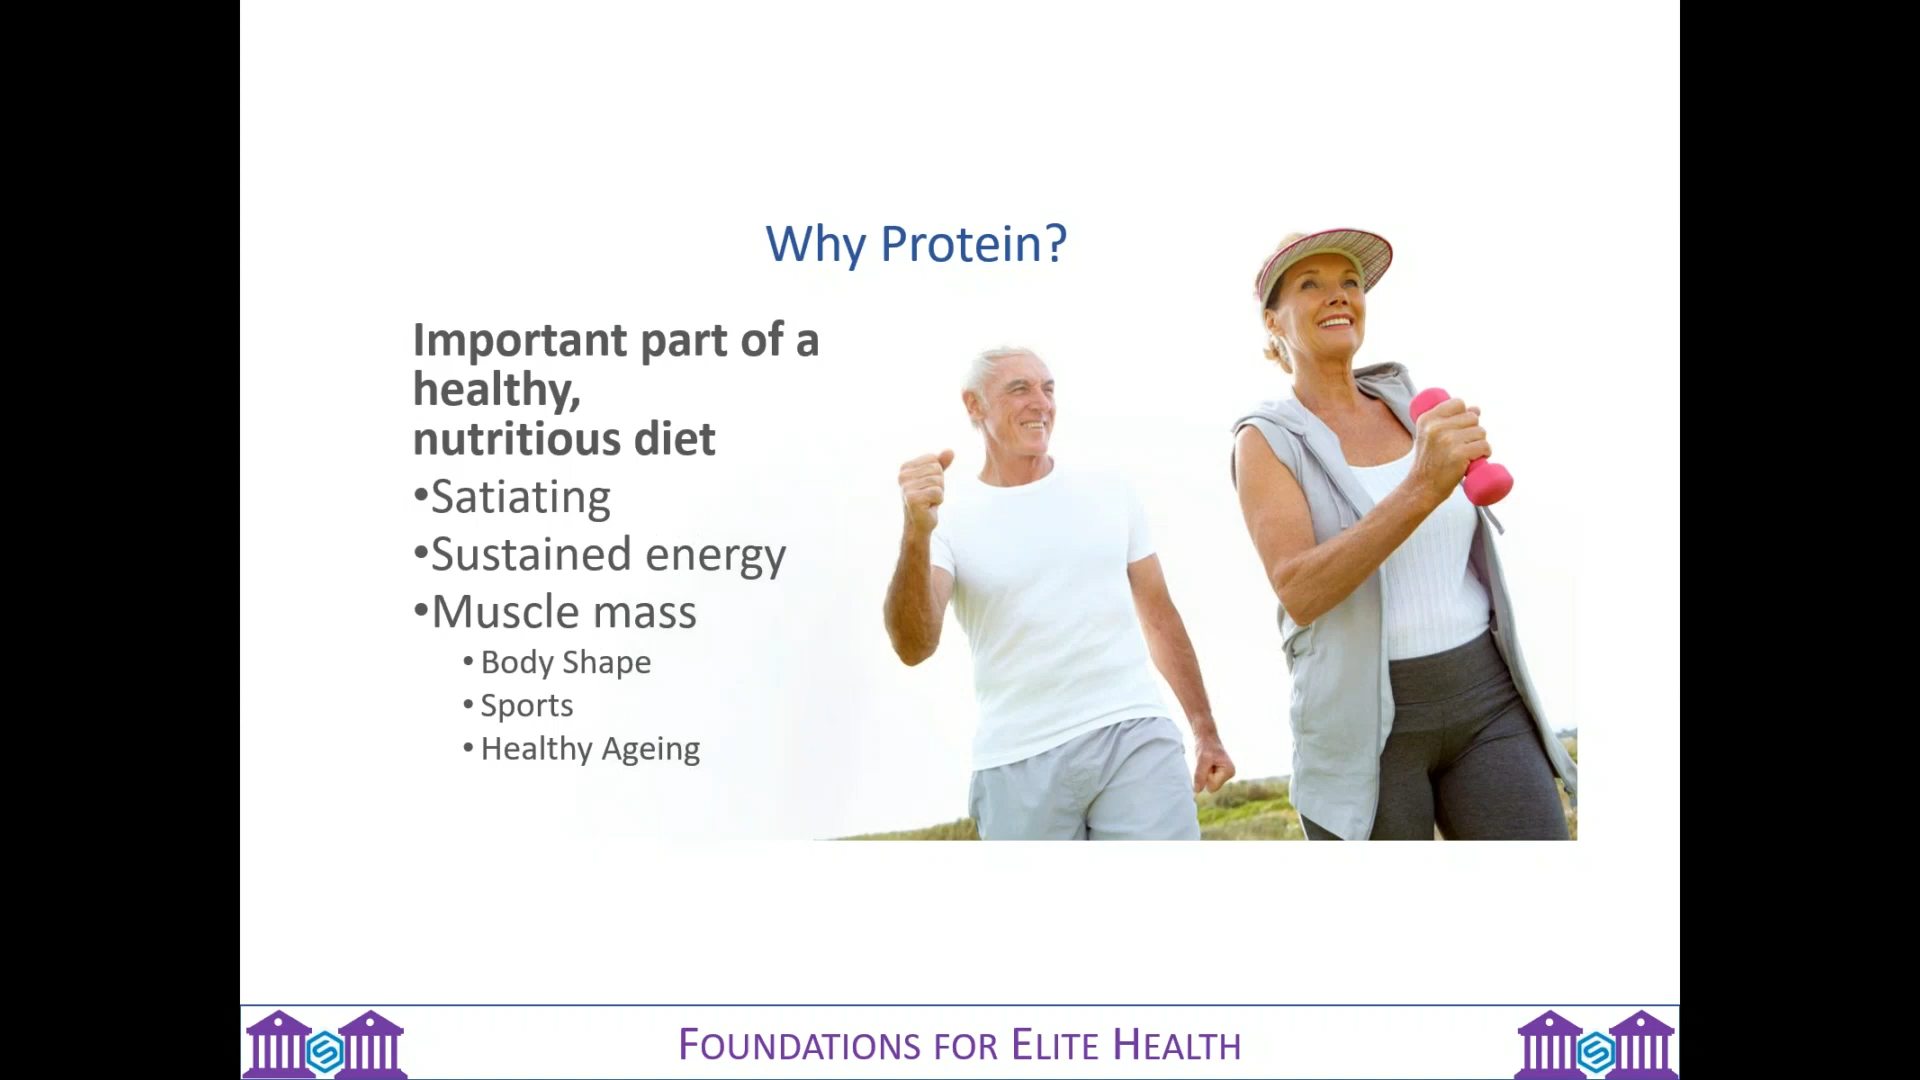 Why Protein?
Important part of a
healthy,
nutritious diet
•Satiating
•Sustained energy
•Muscle mass
• Body Shape
• Sports
• Healthy Ageing
FOUNDATIONS FOR ELITE HEALTH